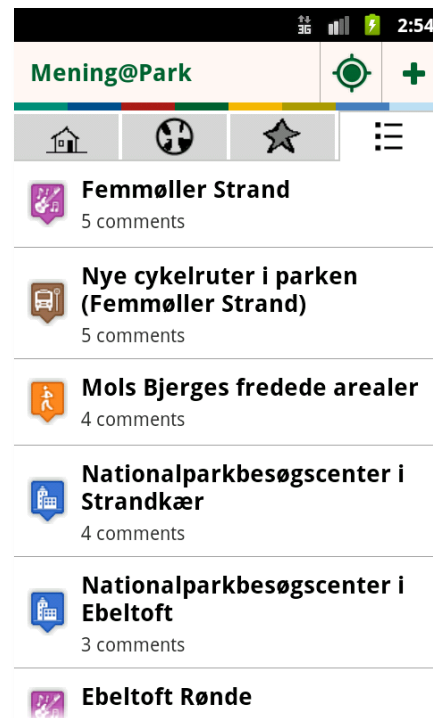 3G 2:54
Mening@Park
Femmøller Strand
5 comments
Nye cykelruter i parken
(Femmøller Strand)
5 comments
Mols Bjerges fredede arealer
4 comments
Nationalparkbesøgscenter i
Strandkær
4 comments
Nationalparkbesøgscenter i
Ebeltoft
3 comments
Ebeltoft Rønde